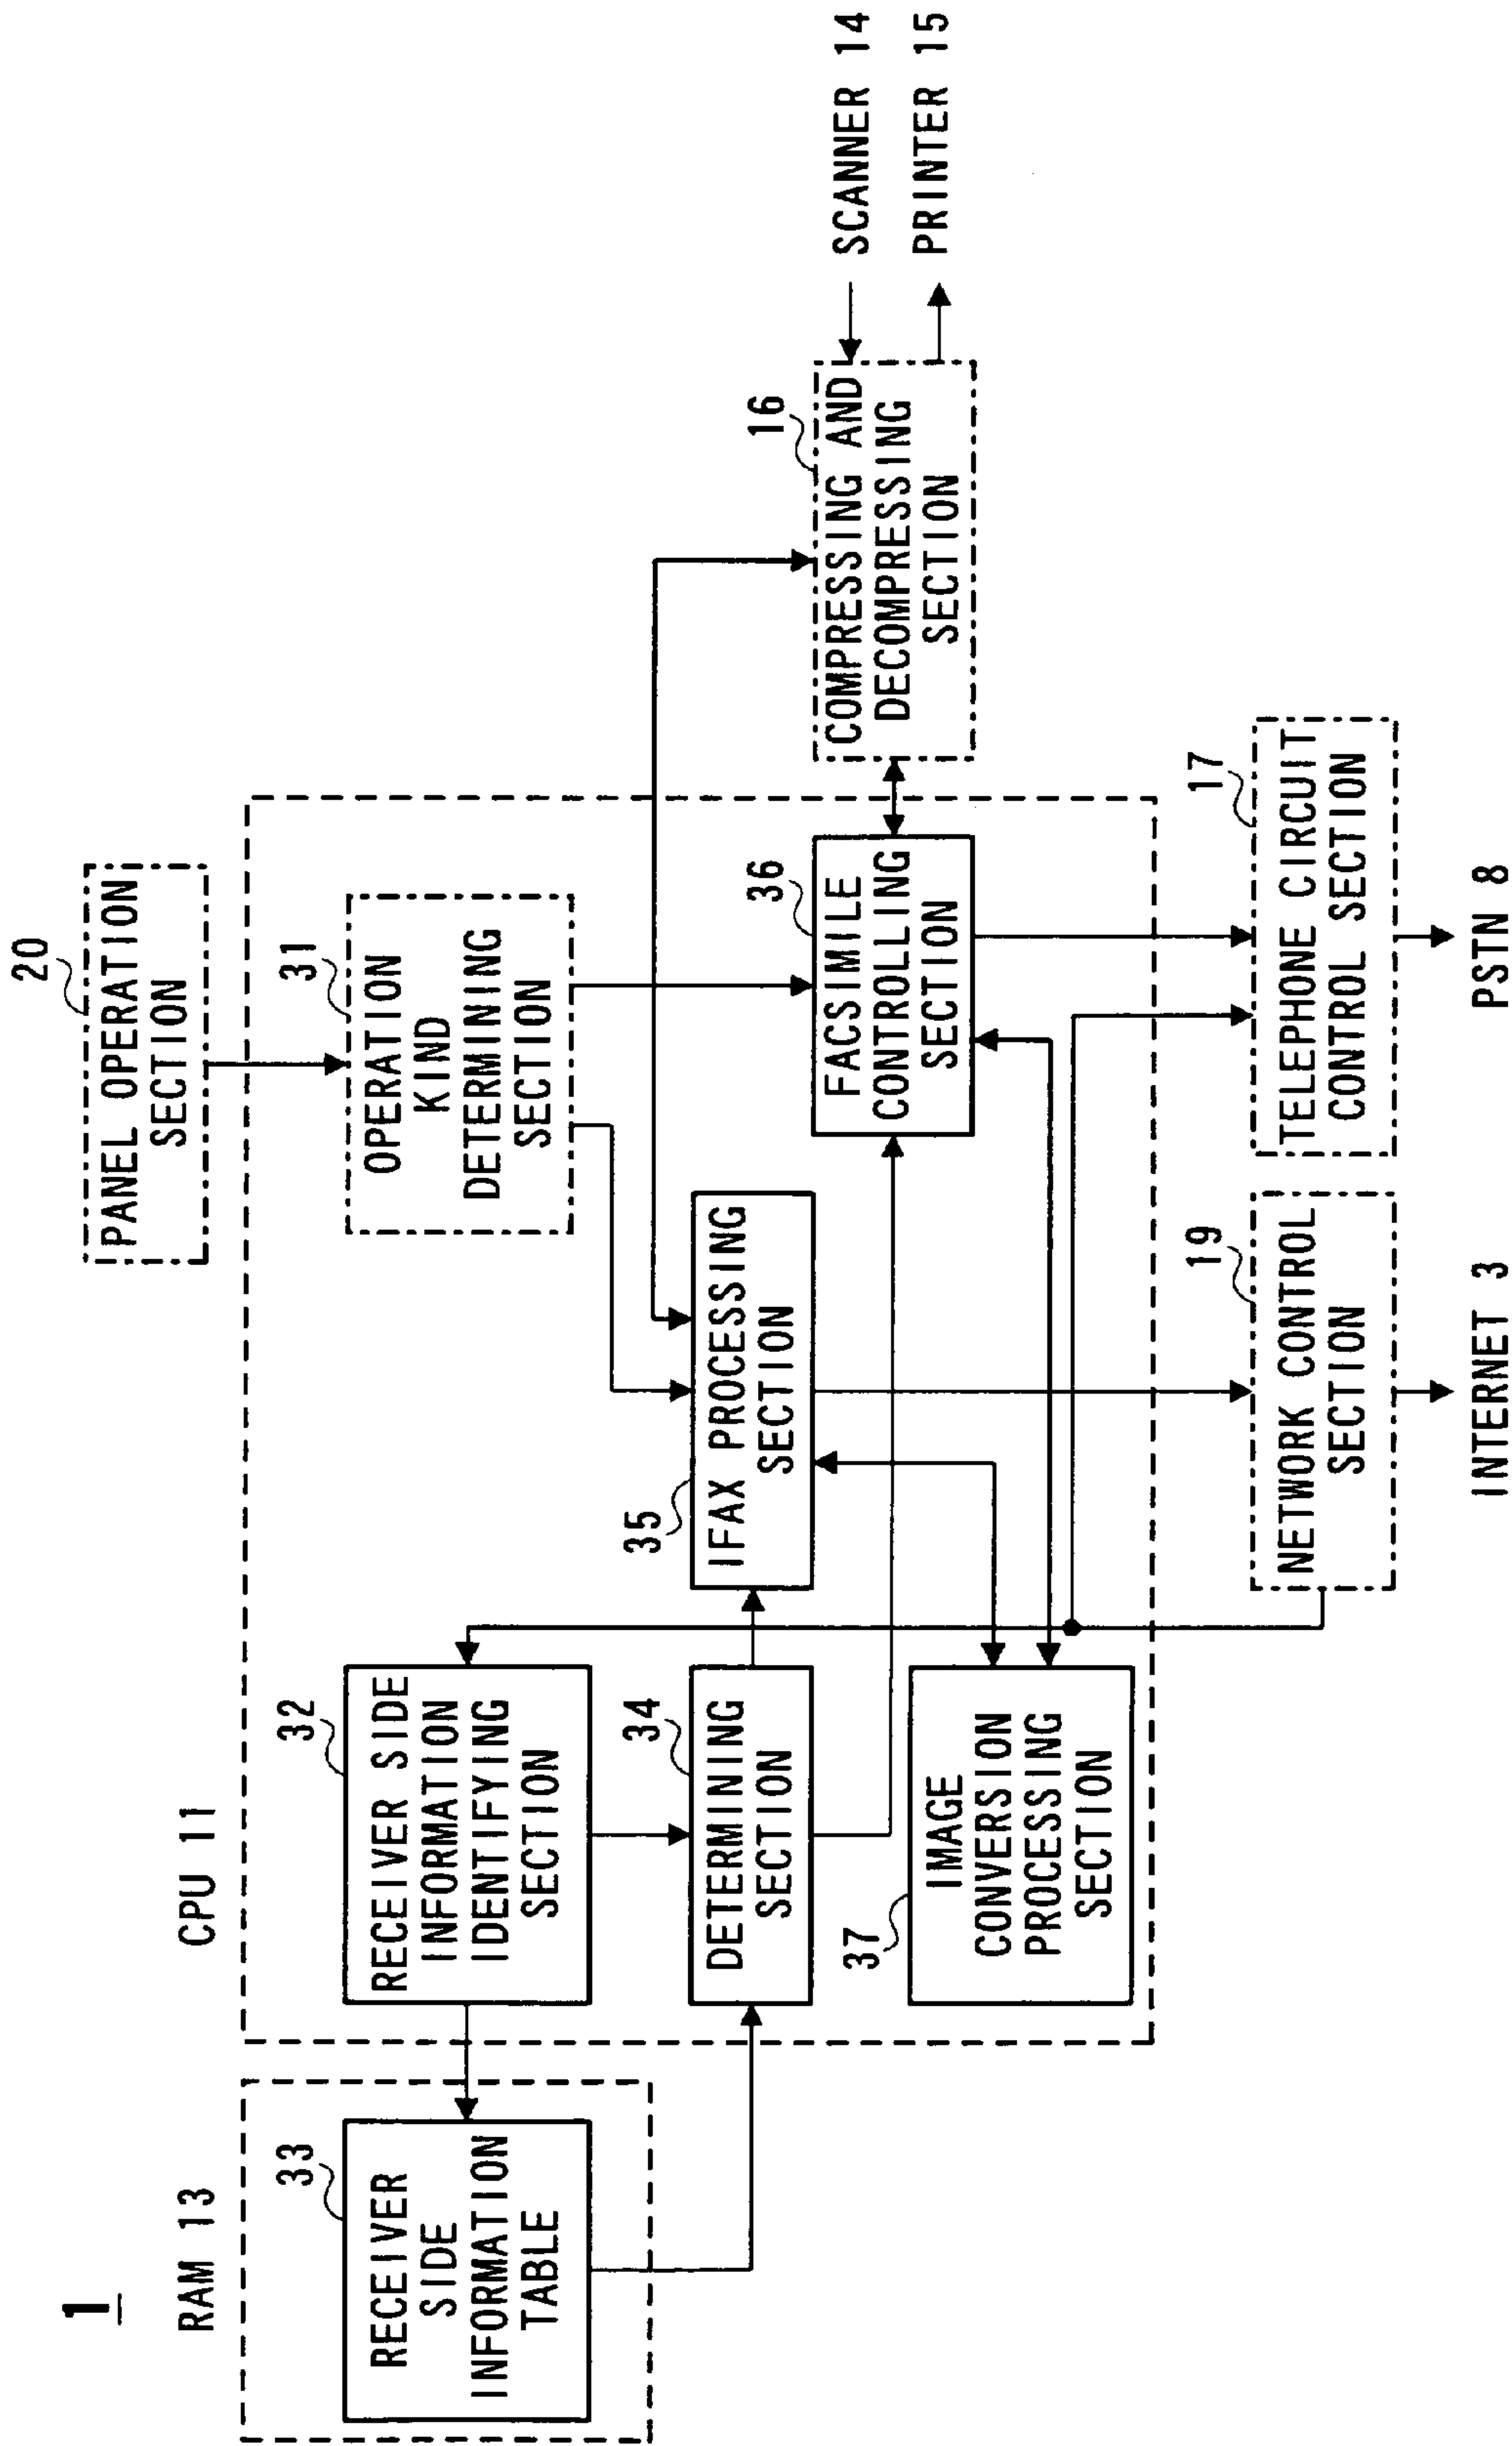 1
RAM 13
CPU 11
20
PANEL OPERATION
SECTION
33
RECEIVER
SIDE
INFORMATION
TABLE
32
RECEIVER SIDE
INFORMATION
IDENTIFYING
SECTION
31
OPERATION
KIND
DETERMINING
SECTION
34
DETERMINING
SECTION
35
IFAX PROCESSING
SECTION
36
FACSIMILE
CONTROLLING
SECTION
16
COMPRESSING AND
DECOMPRESSING
SECTION
SCANNER 14
PRINTER 15
37
IMAGE
CONVERSION
PROCESSING
SECTION
19
NETWORK CONTROL
SECTION
17
TELEPHONE CIRCUIT
CONTROL SECTION
INTERNET 3
PSTN 8